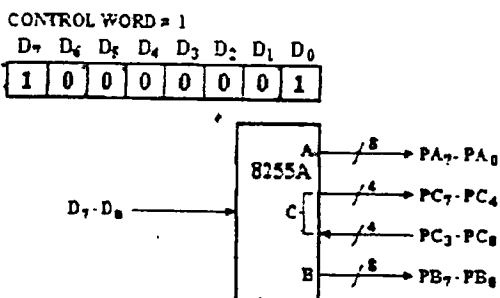 CONTROL WORD = 1
D7 D6 D5 D4 D3 D2 D1 D0
1 0 0 0 0 0 0 1
A 8 PA7-PA0
8255A
4 PC7-PC4
D7-D0 C
4 PC3-PC0
B 8 PB7-PB0